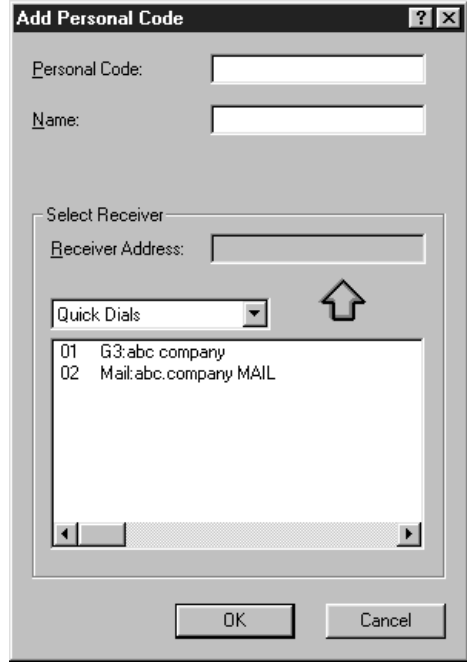 Add Personal Code
Personal Code:
Name:
Select Receiver
Receiver Address:
Quick Dials
01 G3:abc company
02 Mail:abc.company MAIL
OK Cancel